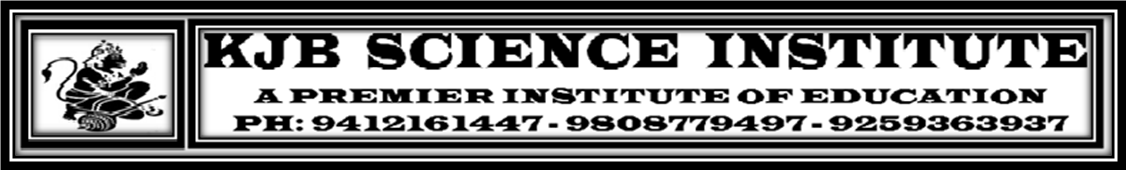 KJB SCIENCE INSTITUTE
A PREMIER INSTITUTE OF EDUCATION
PH: 9412161447 - 9808779497 - 9259363937